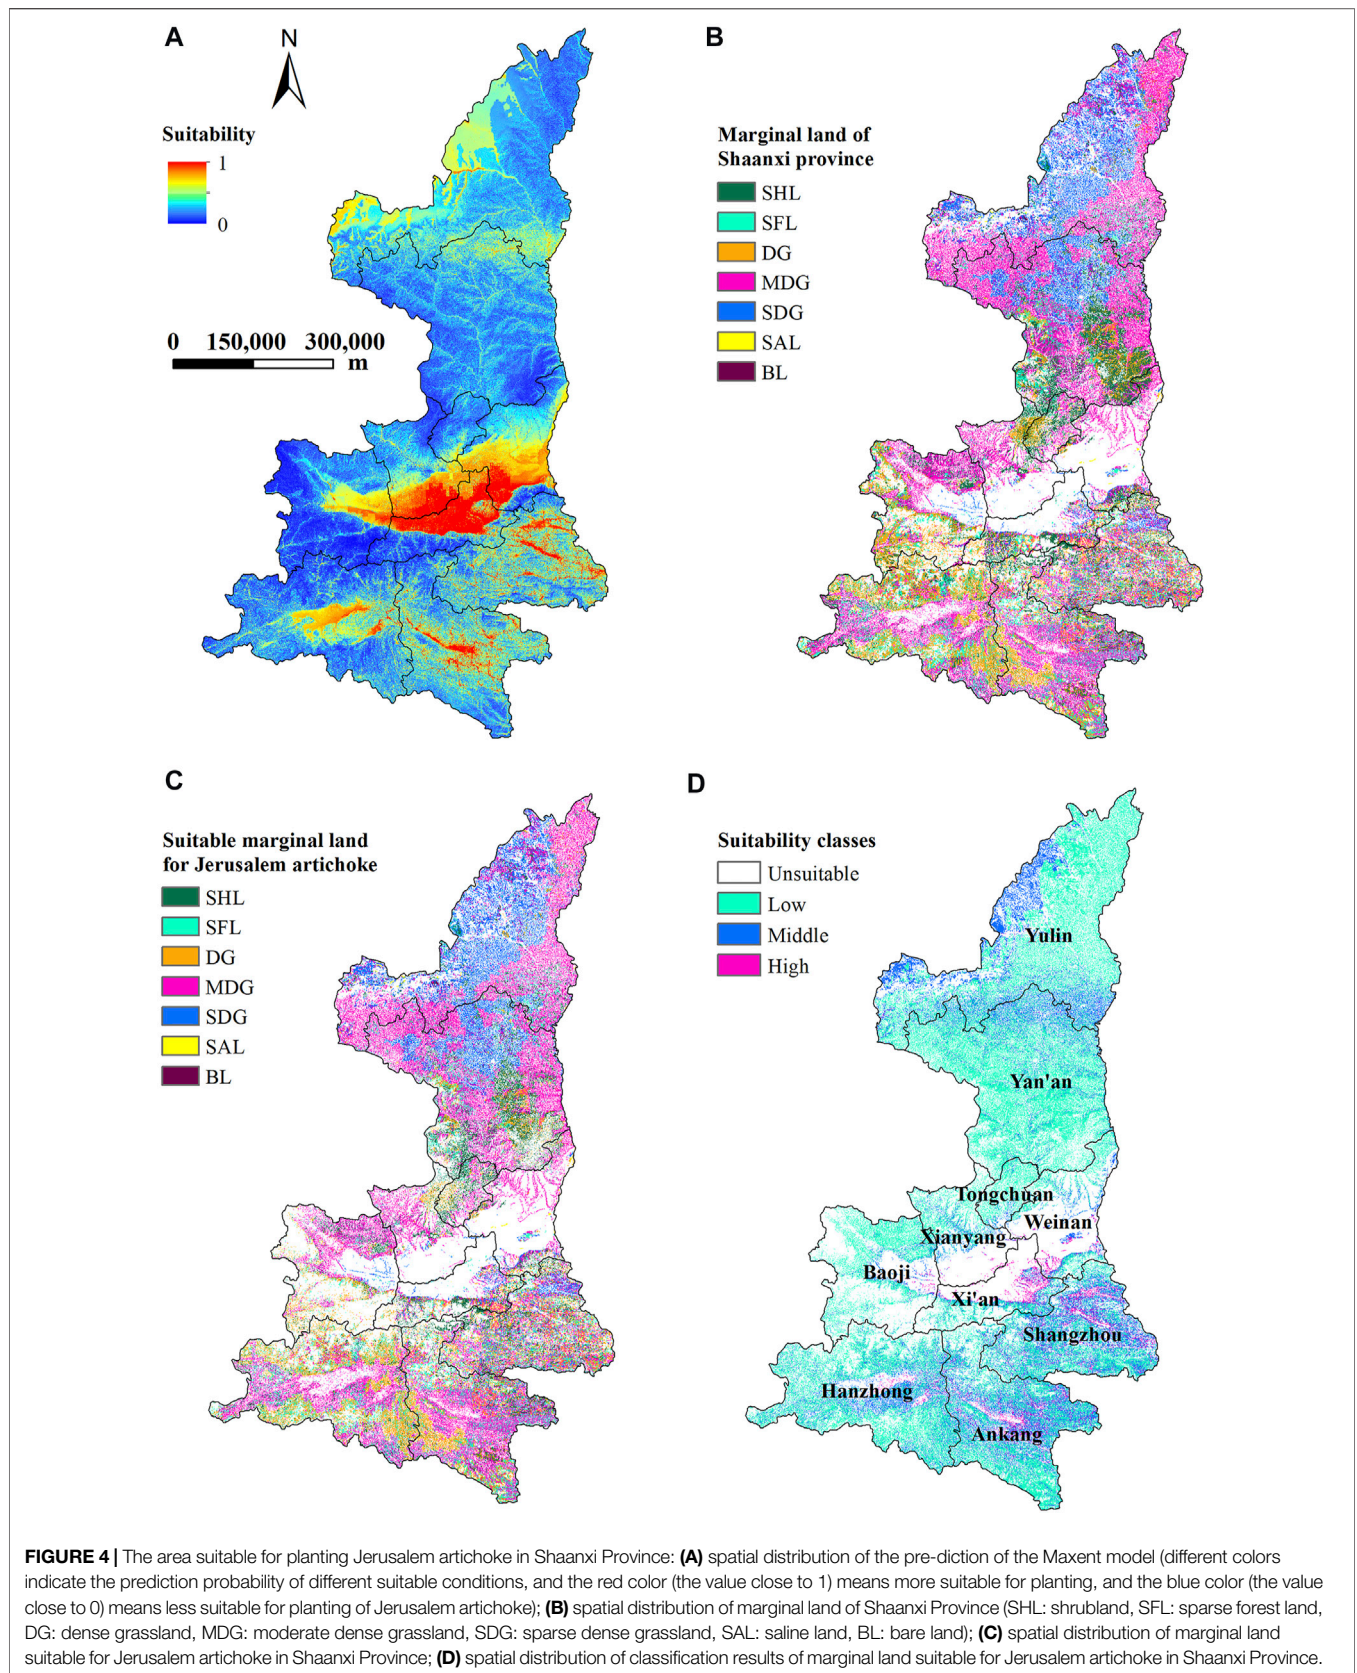 A
N
Suitability
1
0
0 150,000 300,000
m
B
Marginal land of
Shaanxi province
SHL
SFL
DG
MDG
SDG
SAL
BL
C
Suitable marginal land
for Jerusalem artichoke
SHL
SFL
DG
MDG
SDG
SAL
BL
D
Suitability classes
Unsuitable
Low
Middle
High
Yulin
Yan'an
Tongchuan
Weinan
Xianyang
Baoji
Xi'an
Shangzhou
Hanzhong
Ankang
FIGURE 4 | The area suitable for planting Jerusalem artichoke in Shaanxi Province: (A) spatial distribution of the pre-diction of the Maxent model (different colors
indicate the prediction probability of different suitable conditions, and the red color (the value close to 1) means more suitable for planting, and the blue color (the value
close to 0) means less suitable for planting of Jerusalem artichoke); (B) spatial distribution of marginal land of Shaanxi Province (SHL: shrubland, SFL: sparse forest land,
DG: dense grassland, MDG: moderate dense grassland, SDG: sparse dense grassland, SAL: saline land, BL: bare land); (C) spatial distribution of marginal land
suitable for Jerusalem artichoke in Shaanxi Province; (D) spatial distribution of classification results of marginal land suitable for Jerusalem artichoke in Shaanxi Province.